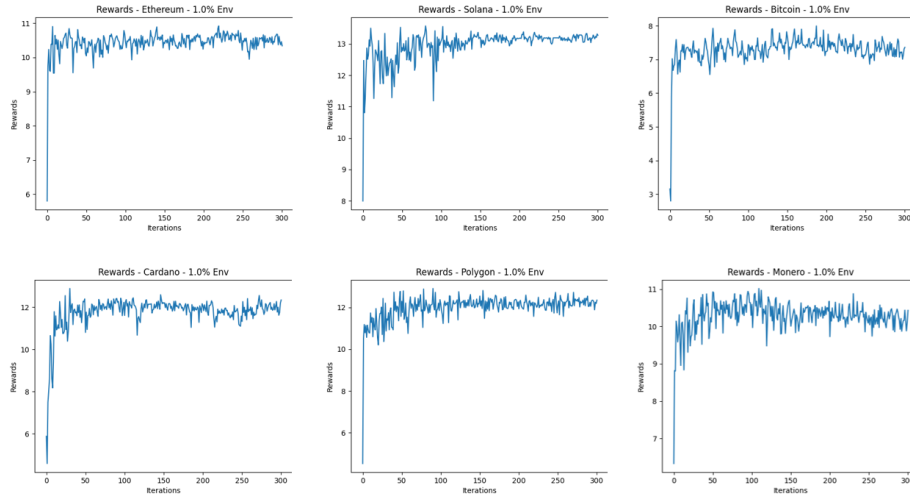 Rewards - Ethereum - 1.0% Env
11
10
9
8
7
6
Rewards
0 50 100 150 200 250 300
Iterations
Rewards - Solana - 1.0% Env
13
12
11
10
9
8
Rewards
0 50 100 150 200 250 300
Iterations
Rewards - Bitcoin - 1.0% Env
8
7
6
5
4
3
Rewards
0 50 100 150 200 250 300
Iterations
Rewards - Cardano - 1.0% Env
12
10
8
6
Rewards
0 50 100 150 200 250 300
Iterations
Rewards - Polygon - 1.0% Env
12
10
8
6
Rewards
0 50 100 150 200 250 300
Iterations
Rewards - Monero - 1.0% Env
11
10
9
8
7
Rewards
0 50 100 150 200 250 300
Iterations